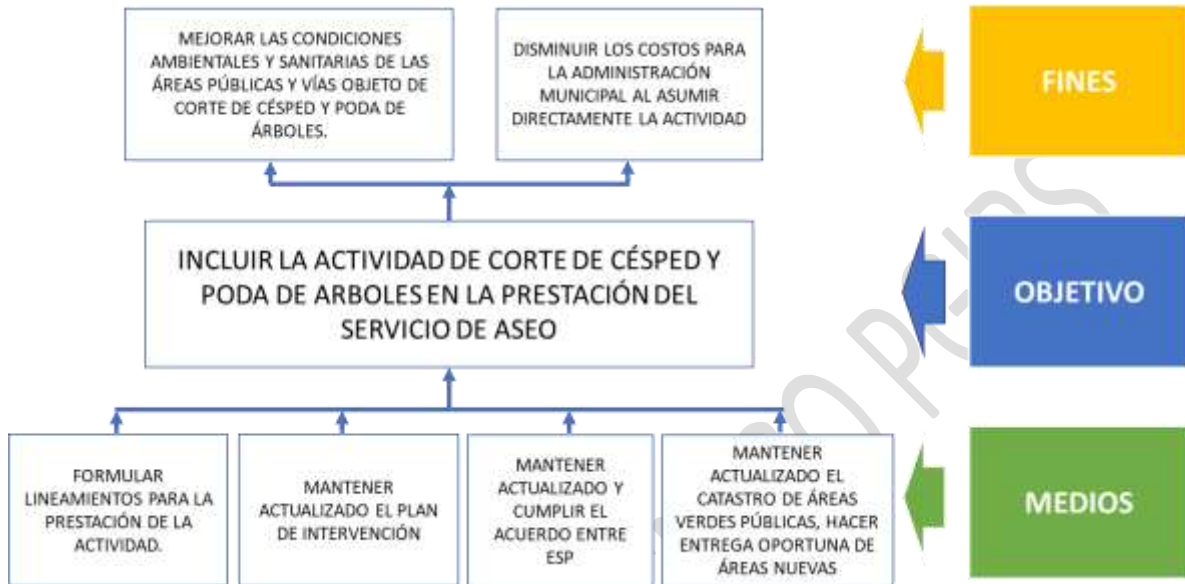 MEJORAR LAS CONDICIONES
AMBIENTALES Y SANITARIAS DE LAS
ÁREAS PÚBLICAS Y VÍAS OBJETO DE
CORTE DE CÉSPED Y PODA DE
ÁRBOLES.
DISMINUIR LOS COSTOS PARA
LA ADMINISTRACIÓN
MUNICIPAL AL ASUMIR
DIRECTAMENTE LA ACTIVIDAD
FINES
INCLUIR LA ACTIVIDAD DE CORTE DE CÉSPED Y
PODA DE ARBOLES EN LA PRESTACIÓN DEL
SERVICIO DE ASEO
OBJETIVO
FORMULAR
LINEAMIENTOS PARA LA
PRESTACIÓN DE LA
ACTIVIDAD.
MANTENER
ACTUALIZADO EL PLAN
DE INTERVENCIÓN
MANTENER
ACTUALIZADO Y
CUMPLIR EL
ACUERDO ENTRE
ESP
MANTENER
ACTUALIZADO EL
CATASTRO DE ÁREAS
VERDES PÚBLICAS, HACER
ENTREGA OPORTUNA DE
ÁREAS NUEVAS
MEDIOS
PGIRS